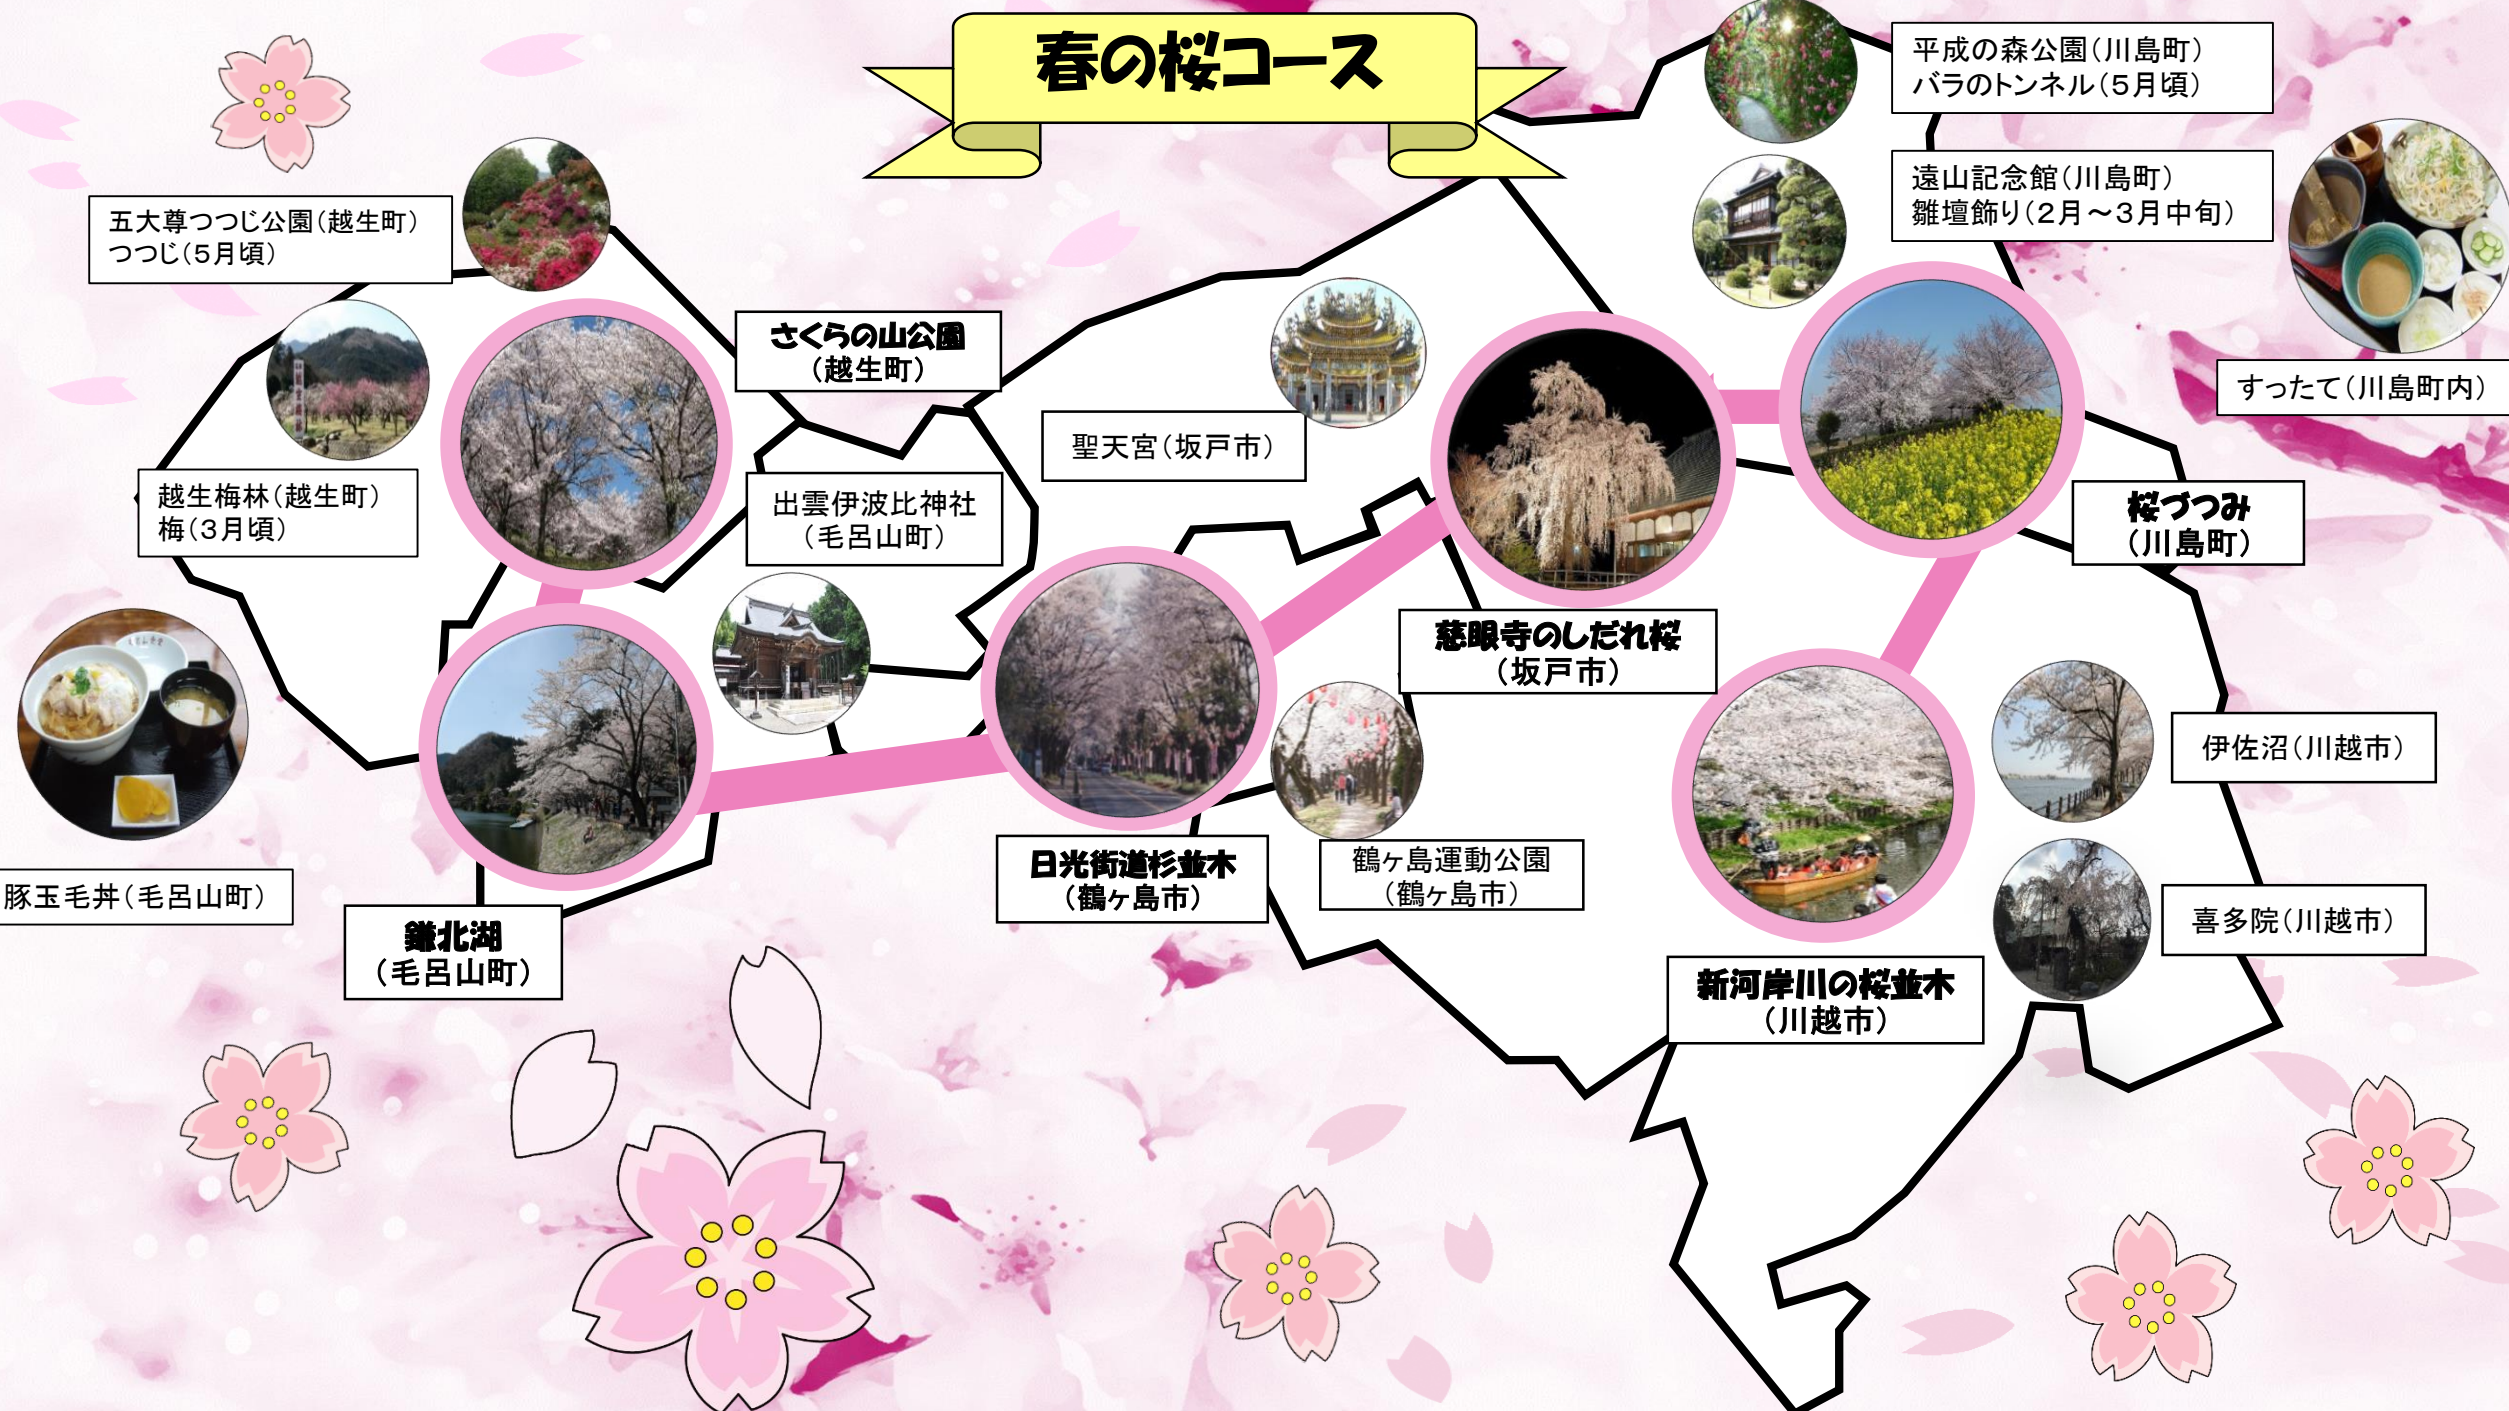 春の桜コース
平成の森公園(川島町)
バラのトンネル(5月頃)
遠山記念館(川島町)
雛壇飾り(2月～3月中旬)
五大尊つつじ公園(越生町)
つつじ(5月頃)
さくらの山公園
(越生町)
すったて(川島町内)
聖天宮(坂戸市)
越生梅林(越生町)
梅(3月頃)
出雲伊波比神社
(毛呂山町)
桜づつみ
(川島町)
慈眼寺のしだれ桜
(坂戸市)
伊佐沼(川越市)
日光街道杉並木
(鶴ヶ島市)
鶴ヶ島運動公園
(鶴ヶ島市)
豚玉毛丼(毛呂山町)
喜多院(川越市)
鎌北湖
(毛呂山町)
新河岸川の桜並木
(川越市)